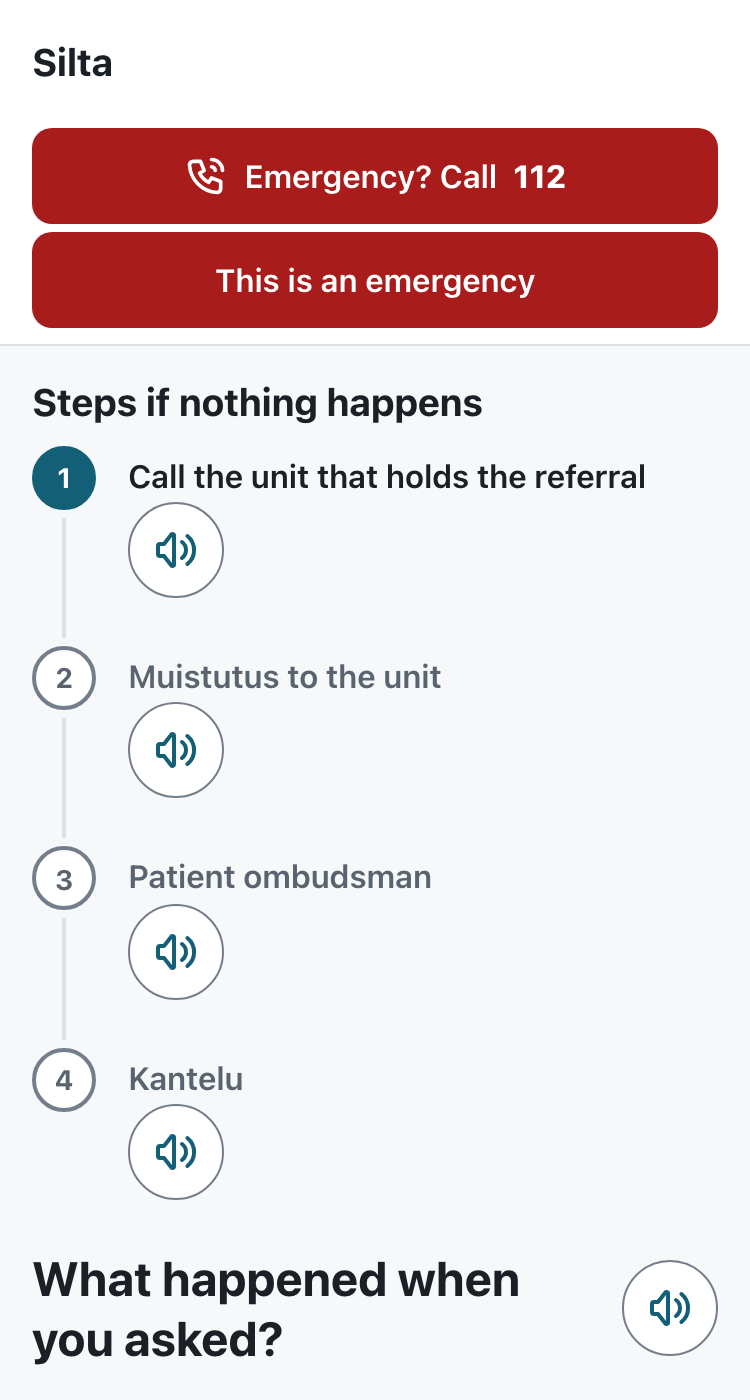 Silta
Emergency? Call 112
This is an emergency
Steps if nothing happens
1 Call the unit that holds the referral
2 Muistutus to the unit
3 Patient ombudsman
4 Kantelu
What happened when
you asked?